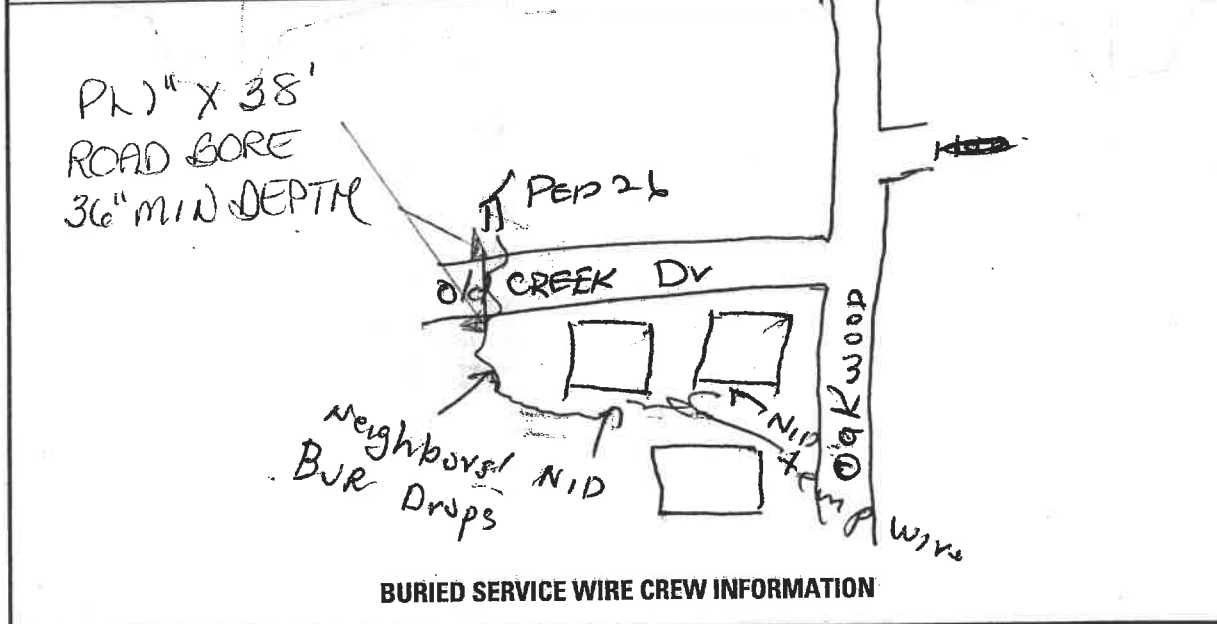 PL 1" X 38'
ROAD BORE
36" MIN DEPTH
PED 26
CREEK Dr
OakwOOD
Neighbors' NID
BUR Drops
NID
temp wire
BURIED SERVICE WIRE CREW INFORMATION